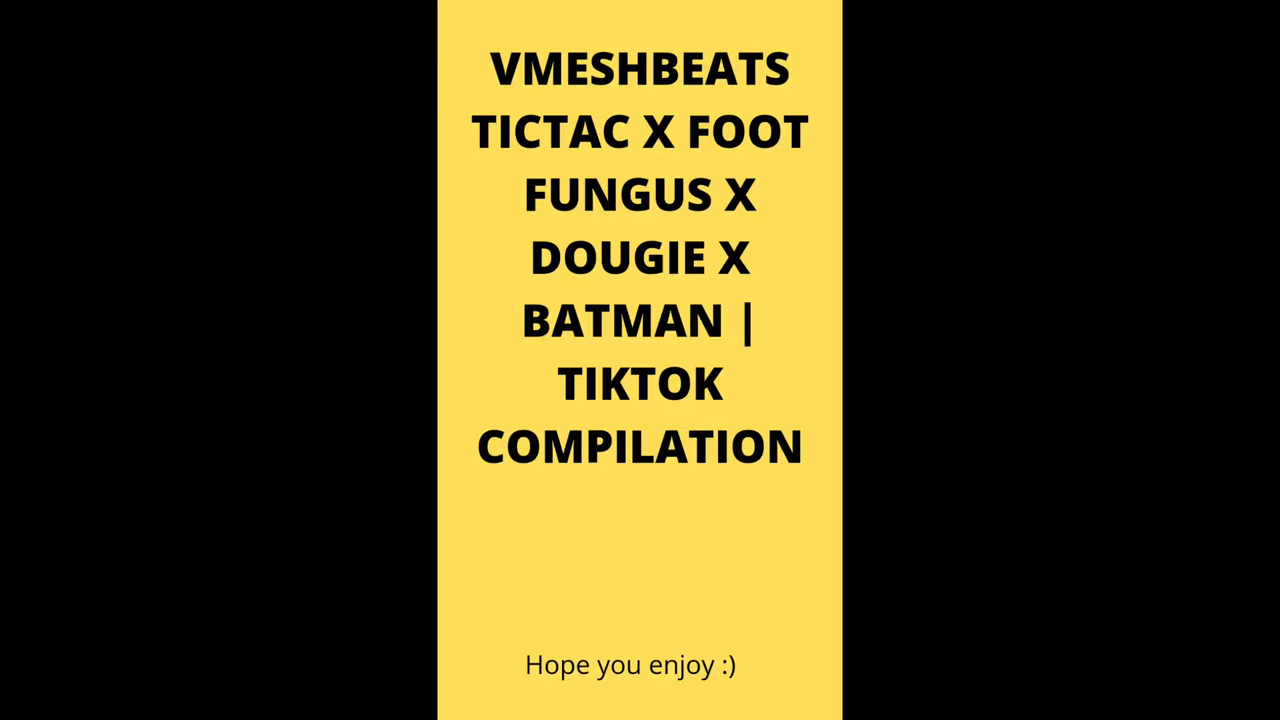 VMESHBEATS
TICTAC X FOOT
FUNGUS X
DOUGIE X
BATMAN |
TIKTOK
COMPILATION
Hope you enjoy :)